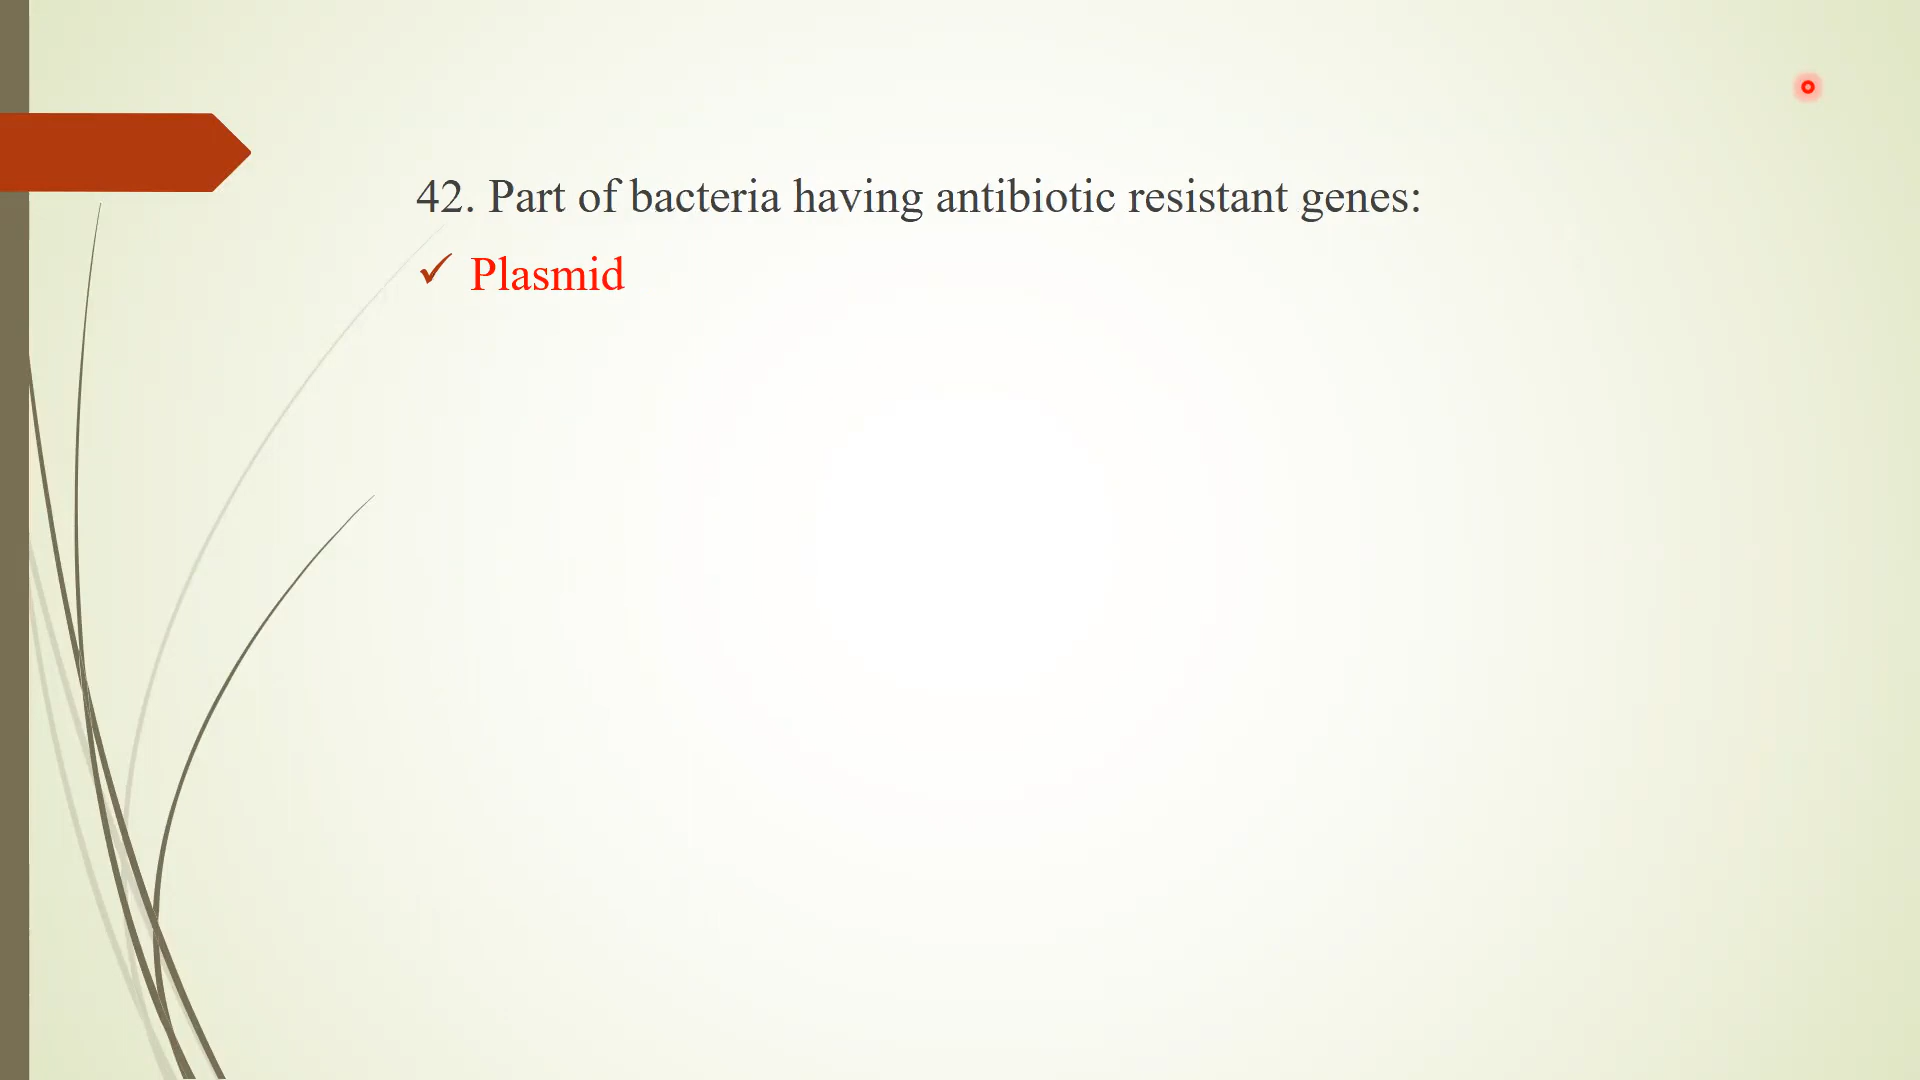 42. Part of bacteria having antibiotic resistant genes:
✓ Plasmid